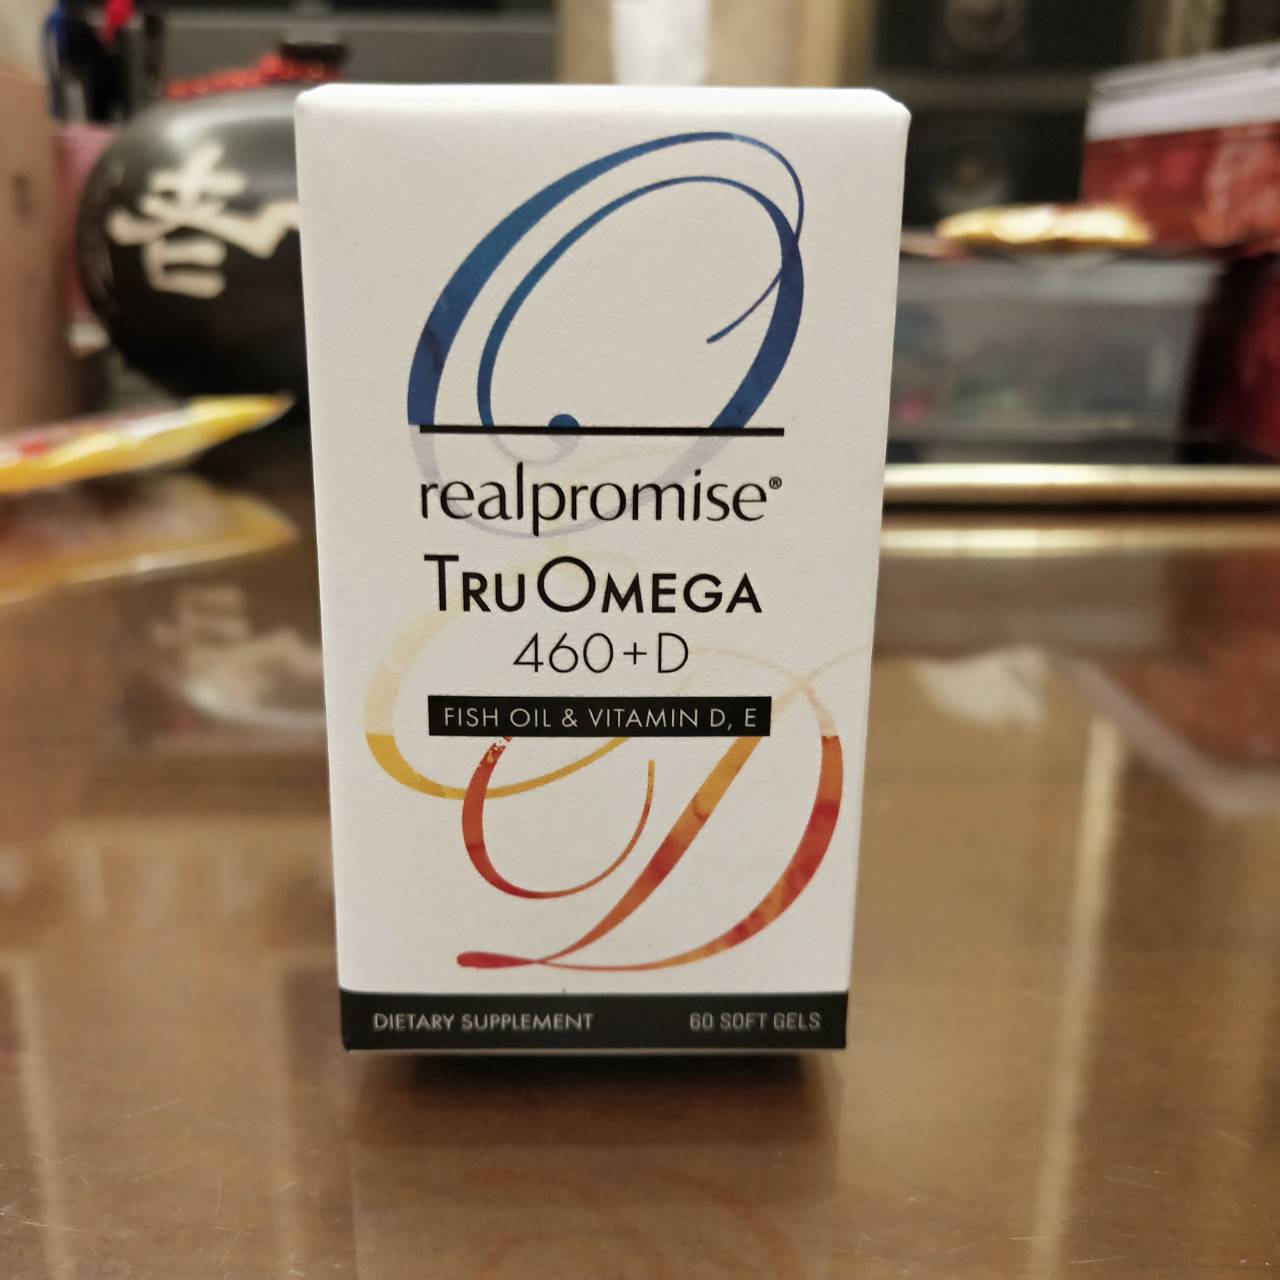 realpromise®
TRUOMEGA
460+D
FISH OIL & VITAMIN D, E
DIETARY SUPPLEMENT
60 SOFT GELS